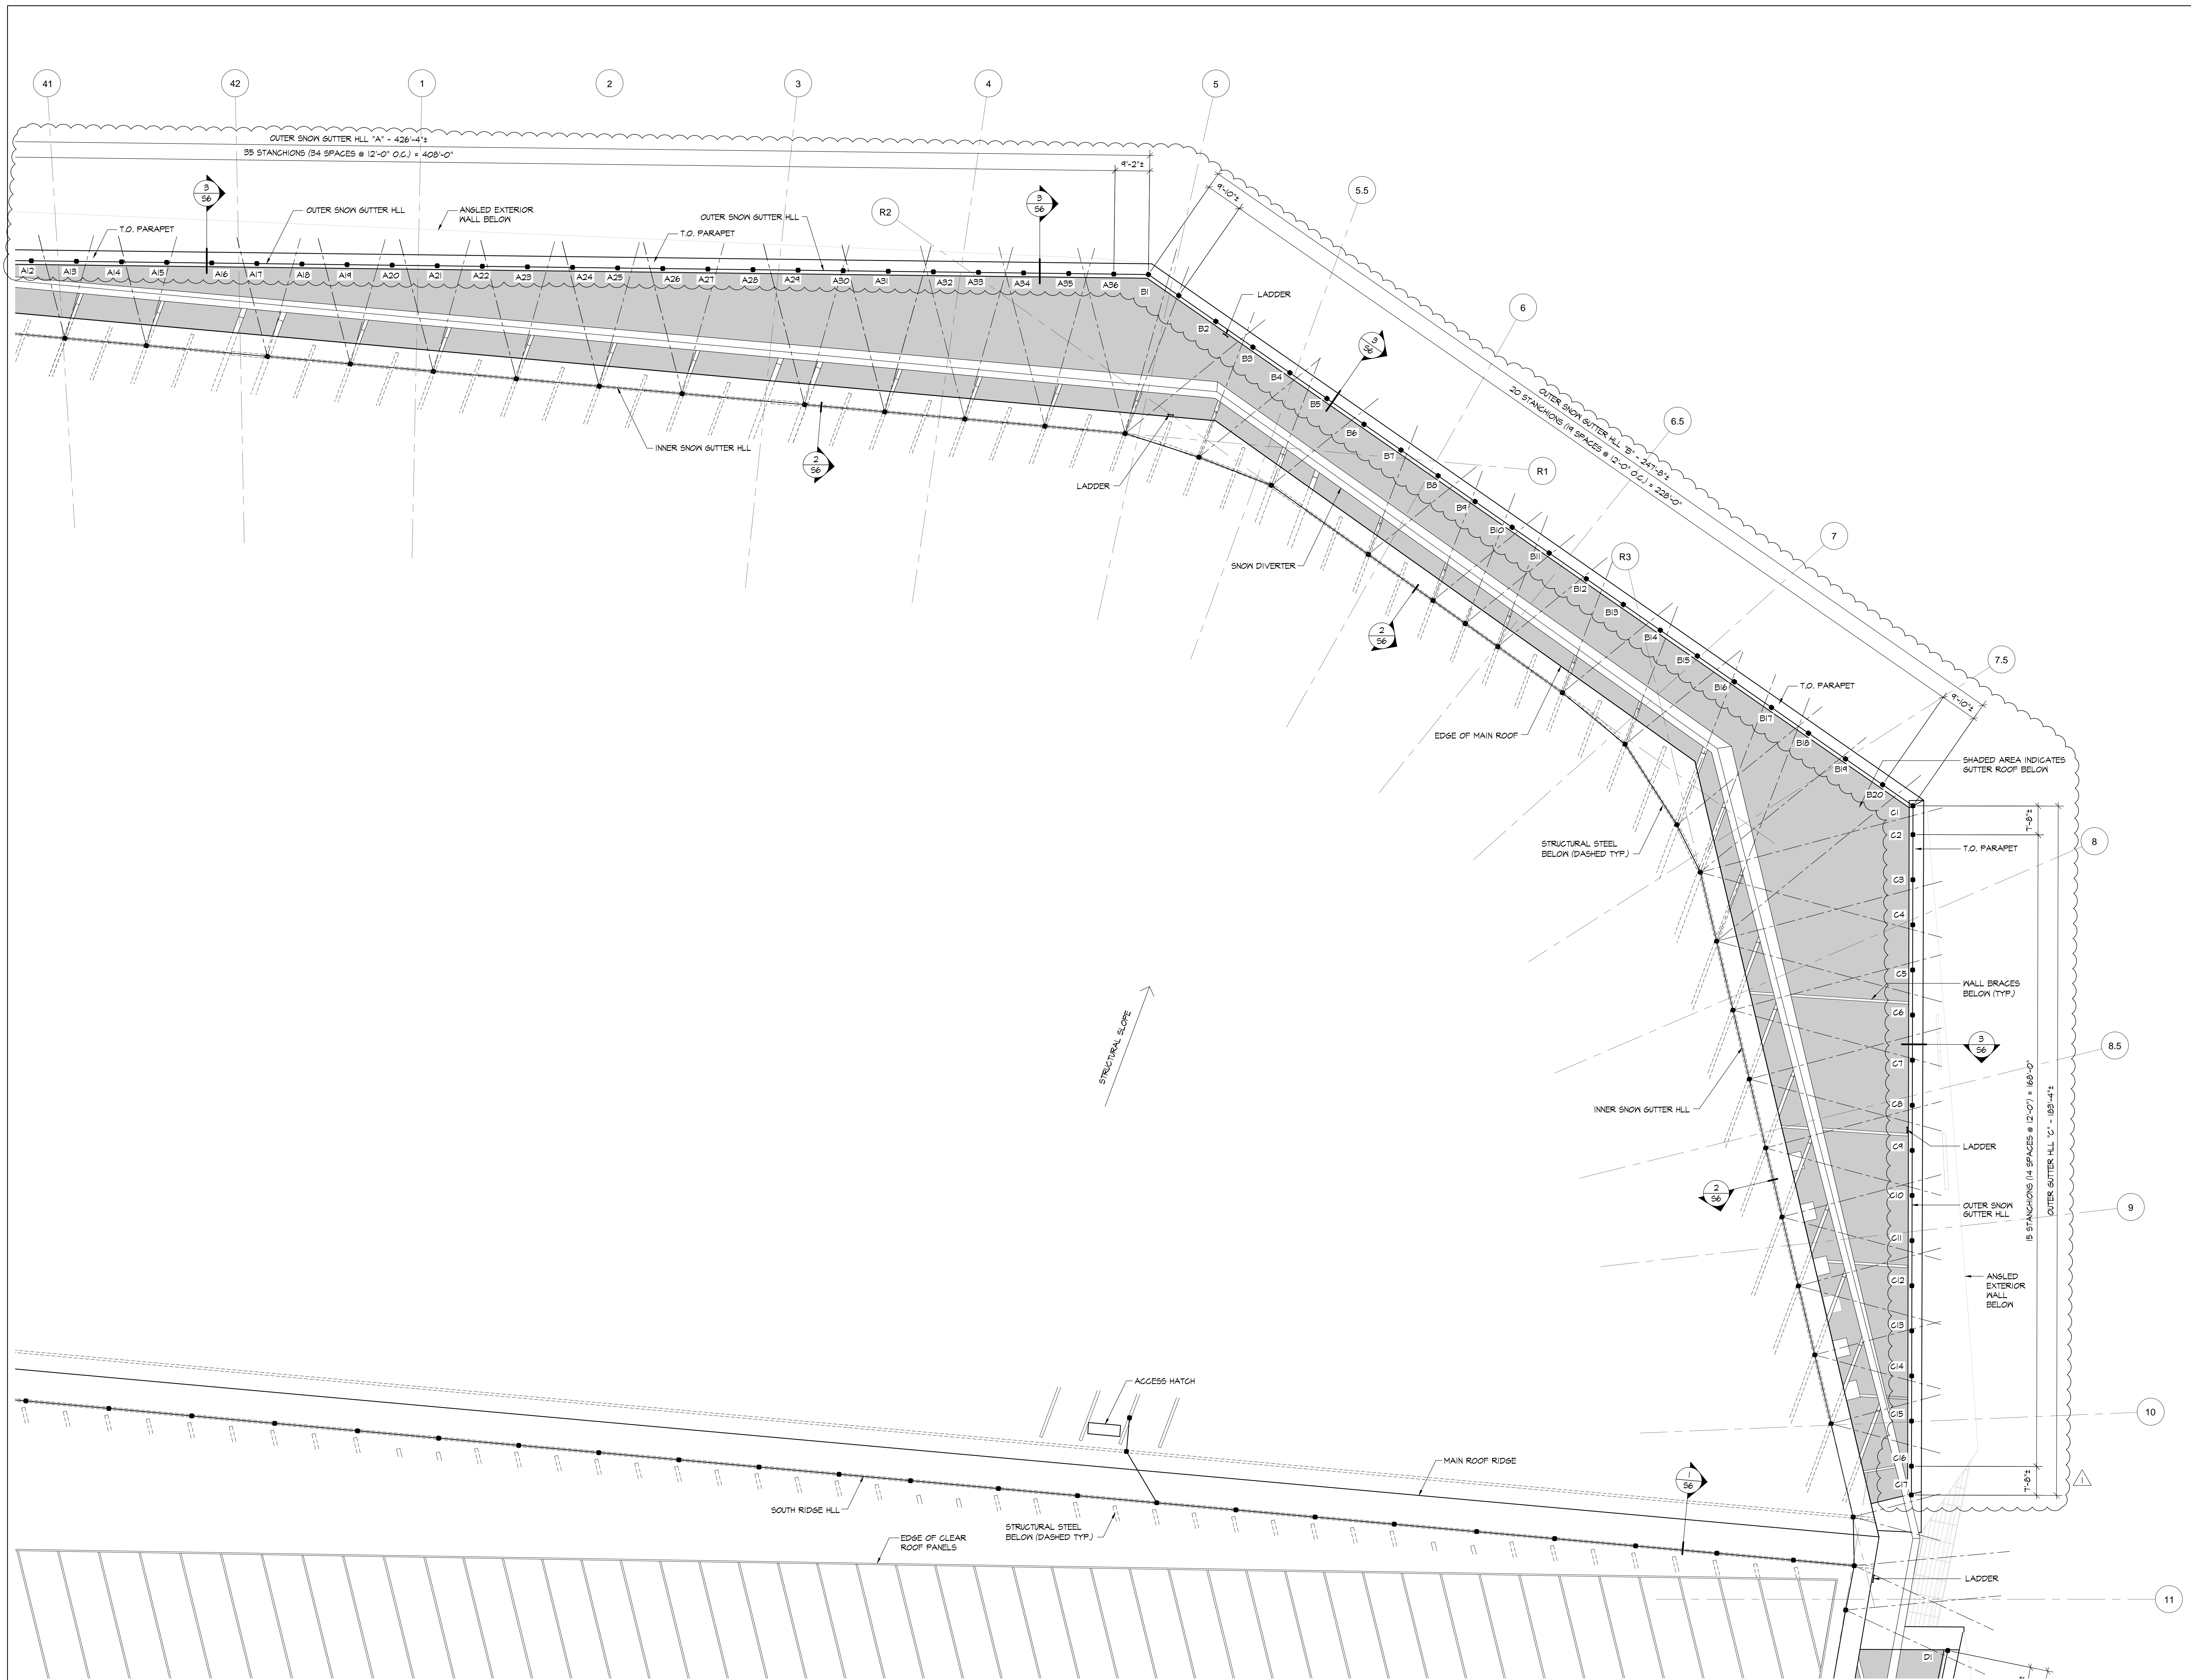 41
42
1
2
3
4
5
OUTER SNOW GUTTER HLL "A" - 426'-4"±
35 STANCHIONS (34 SPACES @ 12'-0" O.C.) = 408'-0"
9'-2"±
3
S6
OUTER SNOW GUTTER HLL
ANGLED EXTERIOR
WALL BELOW
T.O. PARAPET
OUTER SNOW GUTTER HLL
T.O. PARAPET
R2
3
S6
9'-10"±
5.5
A12
A13
A14
A15
A16
A17
A18
A19
A20
A21
A22
A23
A24
A25
A26
A27
A28
A29
A30
A31
A32
A33
A34
A35
A36
B1
LADDER
6
B2
B3
B4
B5
B6
B7
B8
B9
B10
B11
B12
B13
B14
B15
B16
B17
B18
B19
B20
3
S6
OUTER SNOW GUTTER HLL "B" - 247'-8"±
20 STANCHIONS (19 SPACES @ 12'-0" O.C.) = 228'-0"
6.5
INNER SNOW GUTTER HLL
2
S6
LADDER
R1
SNOW DIVERTER
R3
7
2
S6
7.5
T.O. PARAPET
9'-10"±
EDGE OF MAIN ROOF
SHADED AREA INDICATES
GUTTER ROOF BELOW
STRUCTURAL STEEL
BELOW (DASHED TYP.)
C1
C2
C3
C4
C5
C6
C7
C8
C9
C10
C11
C12
C13
C14
C15
C16
C17
7'-8"±
T.O. PARAPET
8
WALL BRACES
BELOW (TYP.)
3
S6
8.5
STRUCTURAL SLOPE
INNER SNOW GUTTER HLL
LADDER
15 STANCHIONS (14 SPACES @ 12'-0") = 168'-0"
OUTER GUTTER HLL "C" - 183'-4"±
2
S6
OUTER SNOW
GUTTER HLL
9
ANGLED
EXTERIOR
WALL
BELOW
ACCESS HATCH
10
MAIN ROOF RIDGE
1
S6
7'-8"±
1
SOUTH RIDGE HLL
STRUCTURAL STEEL
BELOW (DASHED TYP.)
EDGE OF CLEAR
ROOF PANELS
LADDER
11
D1